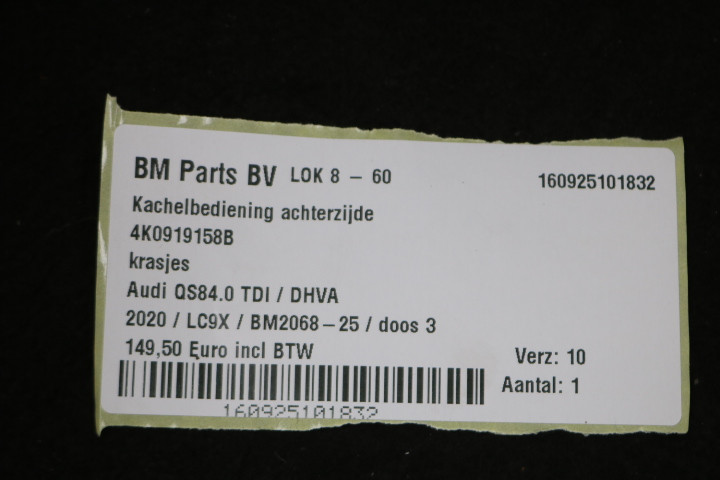 BM Parts BV LOK 8 - 60 160925101832
Kachelbediening achterzijde
4K0919158B
krasjes
Audi QS84.0 TDI / DHVA
2020 / LC9X / BM2068-25 / doos 3
149,50 Euro incl BTW Verz: 10
Aantal: 1
160925101832